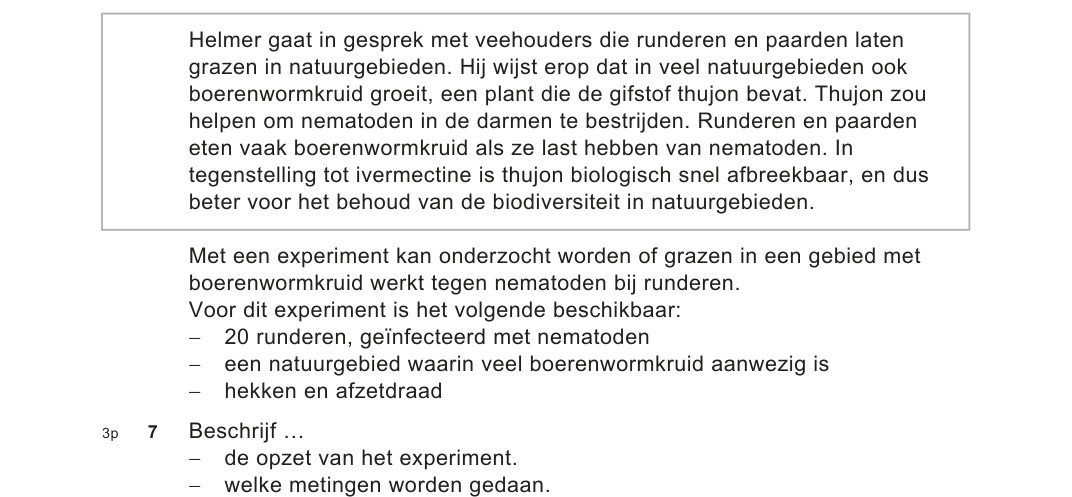 Helmer gaat in gesprek met veehouders die runderen en paarden laten
grazen in natuurgebieden. Hij wijst erop dat in veel natuurgebieden ook
boerenwormkruid groeit, een plant die de gifstof thujon bevat. Thujon zou
helpen om nematoden in de darmen te bestrijden. Runderen en paarden
eten vaak boerenwormkruid als ze last hebben van nematoden. In
tegenstelling tot ivermectine is thujon biologisch snel afbreekbaar, en dus
beter voor het behoud van de biodiversiteit in natuurgebieden.
Met een experiment kan onderzocht worden of grazen in een gebied met
boerenwormkruid werkt tegen nematoden bij runderen.
Voor dit experiment is het volgende beschikbaar:
– 20 runderen, geïnfecteerd met nematoden
– een natuurgebied waarin veel boerenwormkruid aanwezig is
– hekken en afzetdraad
3p 7 Beschrijf …
– de opzet van het experiment.
– welke metingen worden gedaan.